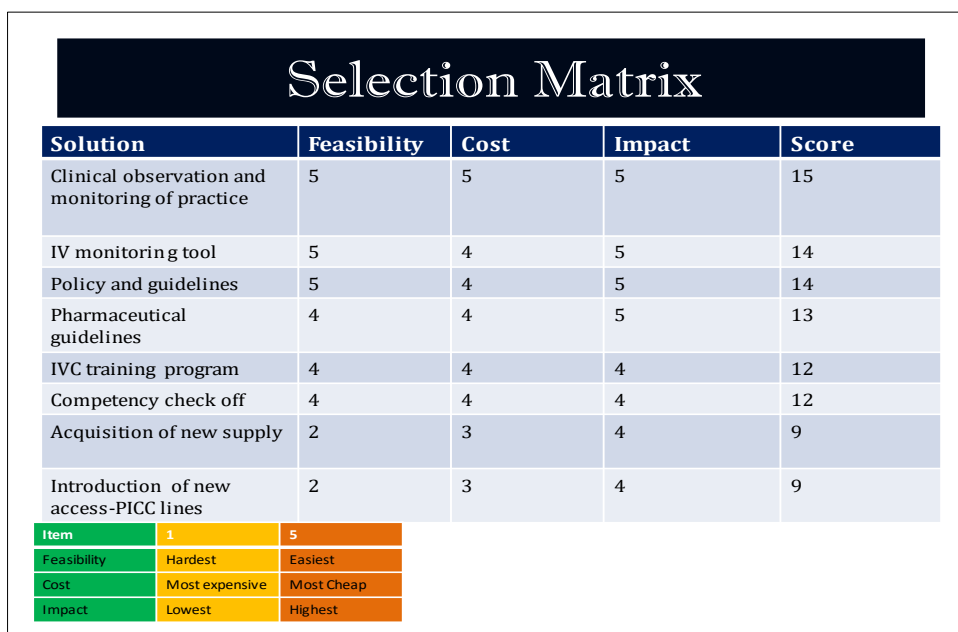 Selection Matrix
Solution Feasibility Cost Impact Score
Clinical observation and 5 5 5 15
monitoring of practice
IV monitoring tool 5 4 5 14
Policy and guidelines 5 4 5 14
Pharmaceutical 4 4 5 13
guidelines
IVC training program 4 4 4 12
Competency check off 4 4 4 12
Acquisition of new supply 2 3 4 9
Introduction of new 2 3 4 9
access-PICC lines
Item 1 5
Feasibility Hardest Easiest
Cost Most expensive Most Cheap
Impact Lowest Highest